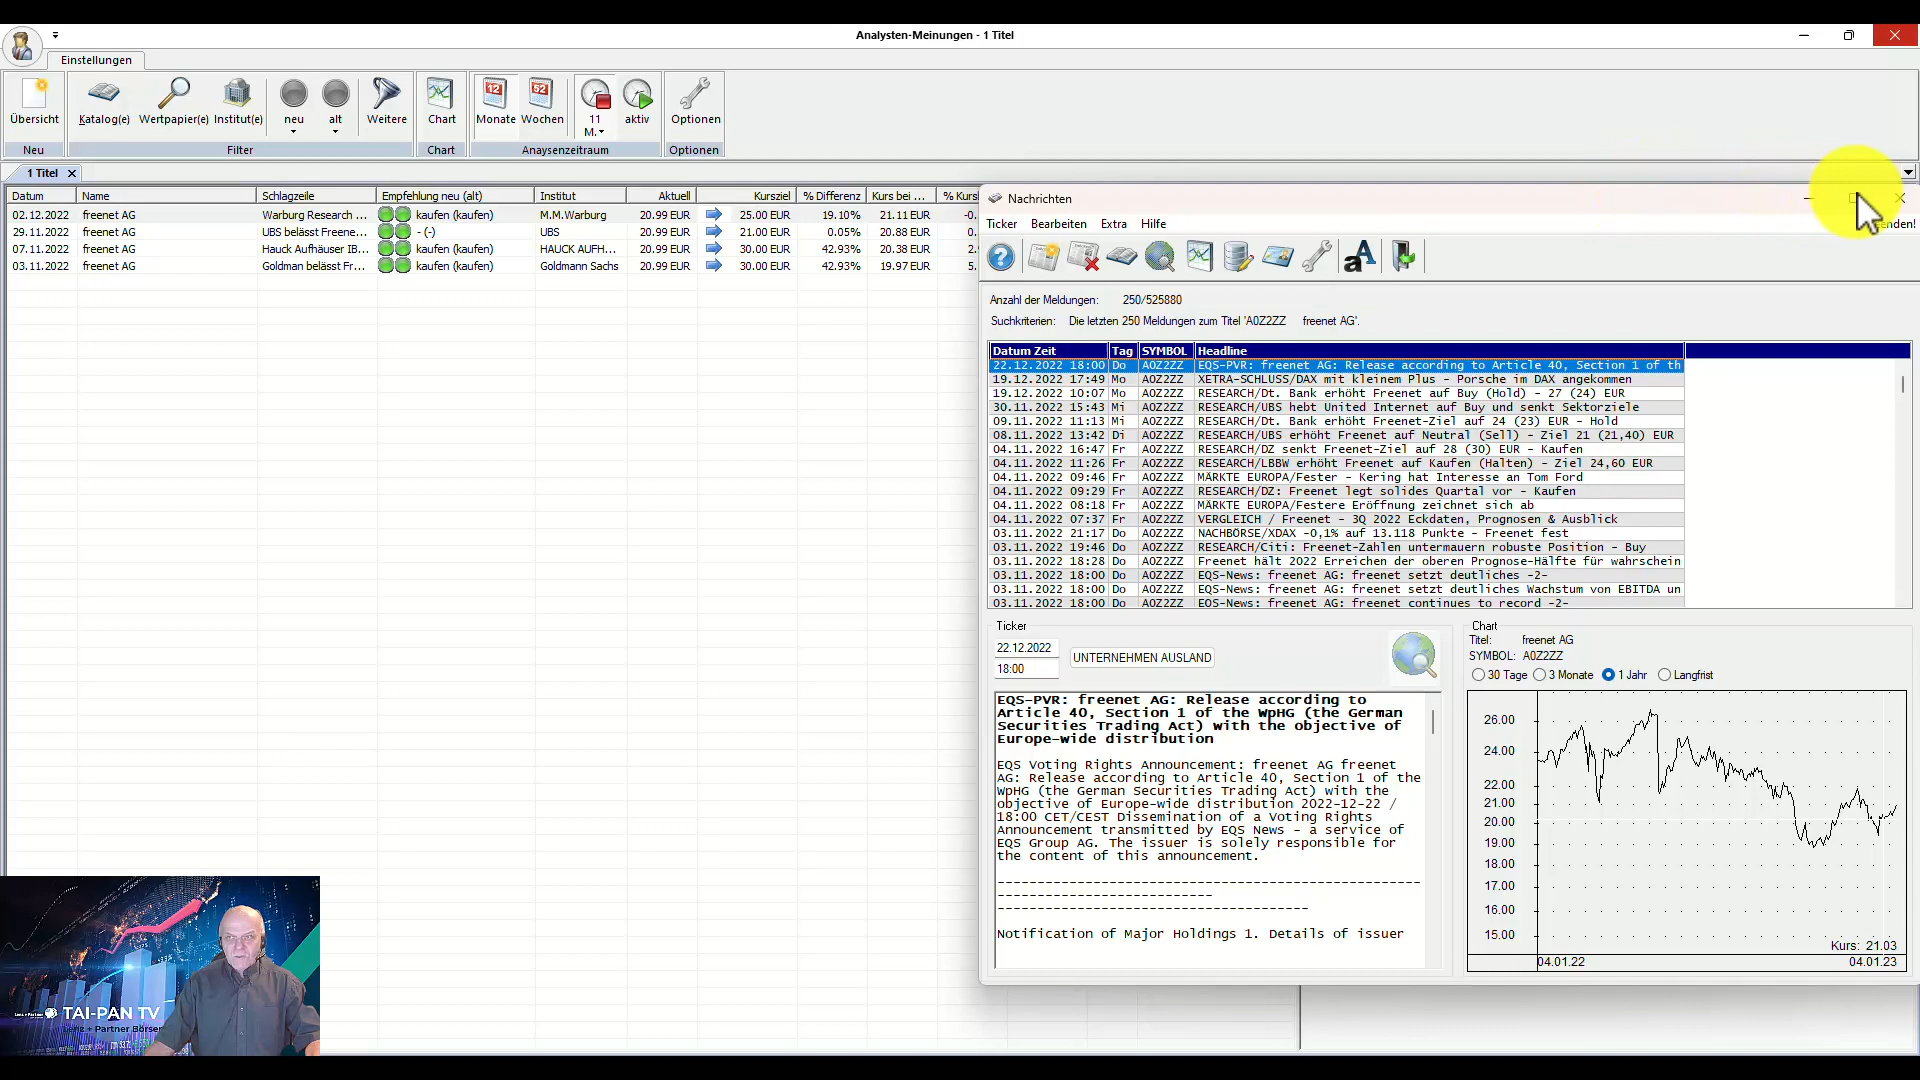 Analysten-Meinungen - 1 Titel
Einstellungen
Übersicht
Katalog(e)
Wertpapier(e)
Institut(e)
neu
alt
Weitere
Chart
Monate
Wochen
11
M.
aktiv
Optionen
Neu
Filter
Chart
Anaysenzeitraum
Optionen
1 Titel
Datum Name Schlagzeile Empfehlung neu (alt) Institut Aktuell Kursziel % Differenz Kurs bei ... % Kurs
02.12.2022 freenet AG Warburg Research ... kaufen (kaufen) M.M.Warburg 20.99 EUR 25.00 EUR 19.10% 21.11 EUR -0.
29.11.2022 freenet AG UBS belässt Freene... - (-) UBS 20.99 EUR 21.00 EUR 0.05% 20.88 EUR 0.
07.11.2022 freenet AG Hauck Aufhäuser IB... kaufen (kaufen) HAUCK AUFH... 20.99 EUR 30.00 EUR 42.93% 20.38 EUR 2.
03.11.2022 freenet AG Goldman belässt Fr... kaufen (kaufen) Goldmann Sachs 20.99 EUR 30.00 EUR 42.93% 19.97 EUR 5.
Nachrichten
Ticker Bearbeiten Extra Hilfe
Anzahl der Meldungen: 250/525880
Suchkriterien: Die letzten 250 Meldungen zum Titel 'A0Z2ZZ freenet AG'.
Datum Zeit Tag SYMBOL Headline
22.12.2022 18:00 Do A0Z2ZZ EQS-PVR: freenet AG: Release according to Article 40, Section 1 of th
19.12.2022 17:49 Mo A0Z2ZZ XETRA-SCHLUSS/DAX mit kleinem Plus - Porsche im DAX angekommen
19.12.2022 10:07 Mo A0Z2ZZ RESEARCH/Dt. Bank erhöht Freenet auf Buy (Hold) - 27 (24) EUR
30.11.2022 15:43 Mi A0Z2ZZ RESEARCH/UBS hebt United Internet auf Buy und senkt Sektorziele
09.11.2022 11:13 Mi A0Z2ZZ RESEARCH/Dt. Bank erhöht Freenet-Ziel auf 24 (23) EUR - Hold
08.11.2022 13:42 Di A0Z2ZZ RESEARCH/UBS erhöht Freenet auf Neutral (Sell) - Ziel 21 (21,40) EUR
04.11.2022 16:47 Fr A0Z2ZZ RESEARCH/DZ senkt Freenet-Ziel auf 28 (30) EUR - Kaufen
04.11.2022 11:26 Fr A0Z2ZZ RESEARCH/LBBW erhöht Freenet auf Kaufen (Halten) - Ziel 24,60 EUR
04.11.2022 09:46 Fr A0Z2ZZ MÄRKTE EUROPA/Fester - Kering hat Interesse an Tom Ford
04.11.2022 09:29 Fr A0Z2ZZ RESEARCH/DZ: Freenet legt solides Quartal vor - Kaufen
04.11.2022 08:18 Fr A0Z2ZZ MÄRKTE EUROPA/Festere Eröffnung zeichnet sich ab
04.11.2022 07:37 Fr A0Z2ZZ VERGLEICH / Freenet - 3Q 2022 Eckdaten, Prognosen & Ausblick
03.11.2022 21:17 Do A0Z2ZZ NACHBÖRSE/XDAX -0,1% auf 13.118 Punkte - Freenet fest
03.11.2022 19:46 Do A0Z2ZZ RESEARCH/Citi: Freenet-Zahlen untermauern robuste Position - Buy
03.11.2022 18:28 Do A0Z2ZZ Freenet hält 2022 Erreichen der oberen Prognose-Hälfte für wahrschein
03.11.2022 18:00 Do A0Z2ZZ EQS-News: freenet AG: freenet setzt deutliches -2-
03.11.2022 18:00 Do A0Z2ZZ EQS-News: freenet AG: freenet setzt deutliches Wachstum von EBITDA un
03.11.2022 18:00 Do A0Z2ZZ EQS-News: freenet AG: freenet continues to record -2-
Ticker
22.12.2022
18:00
UNTERNEHMEN AUSLAND
EQS-PVR: freenet AG: Release according to
Article 40, Section 1 of the WpHG (the German
Securities Trading Act) with the objective of
Europe-wide distribution
EQS Voting Rights Announcement: freenet AG freenet
AG: Release according to Article 40, Section 1 of the
WpHG (the German Securities Trading Act) with the
objective of Europe-wide distribution 2022-12-22 /
18:00 CET/CEST Dissemination of a Voting Rights
Announcement transmitted by EQS News - a service of
EQS Group AG. The issuer is solely responsible for
the content of this announcement.
Notification of Major Holdings 1. Details of issuer
Chart
Titel: freenet AG
SYMBOL: A0Z2ZZ
30 Tage 3 Monate 1 Jahr Langfrist
26.00
24.00
22.00
21.00
20.00
19.00
18.00
17.00
16.00
15.00
Kurs: 21.03
04.01.22 04.01.23
TAI-PAN TV
Lenz + Partner Börser